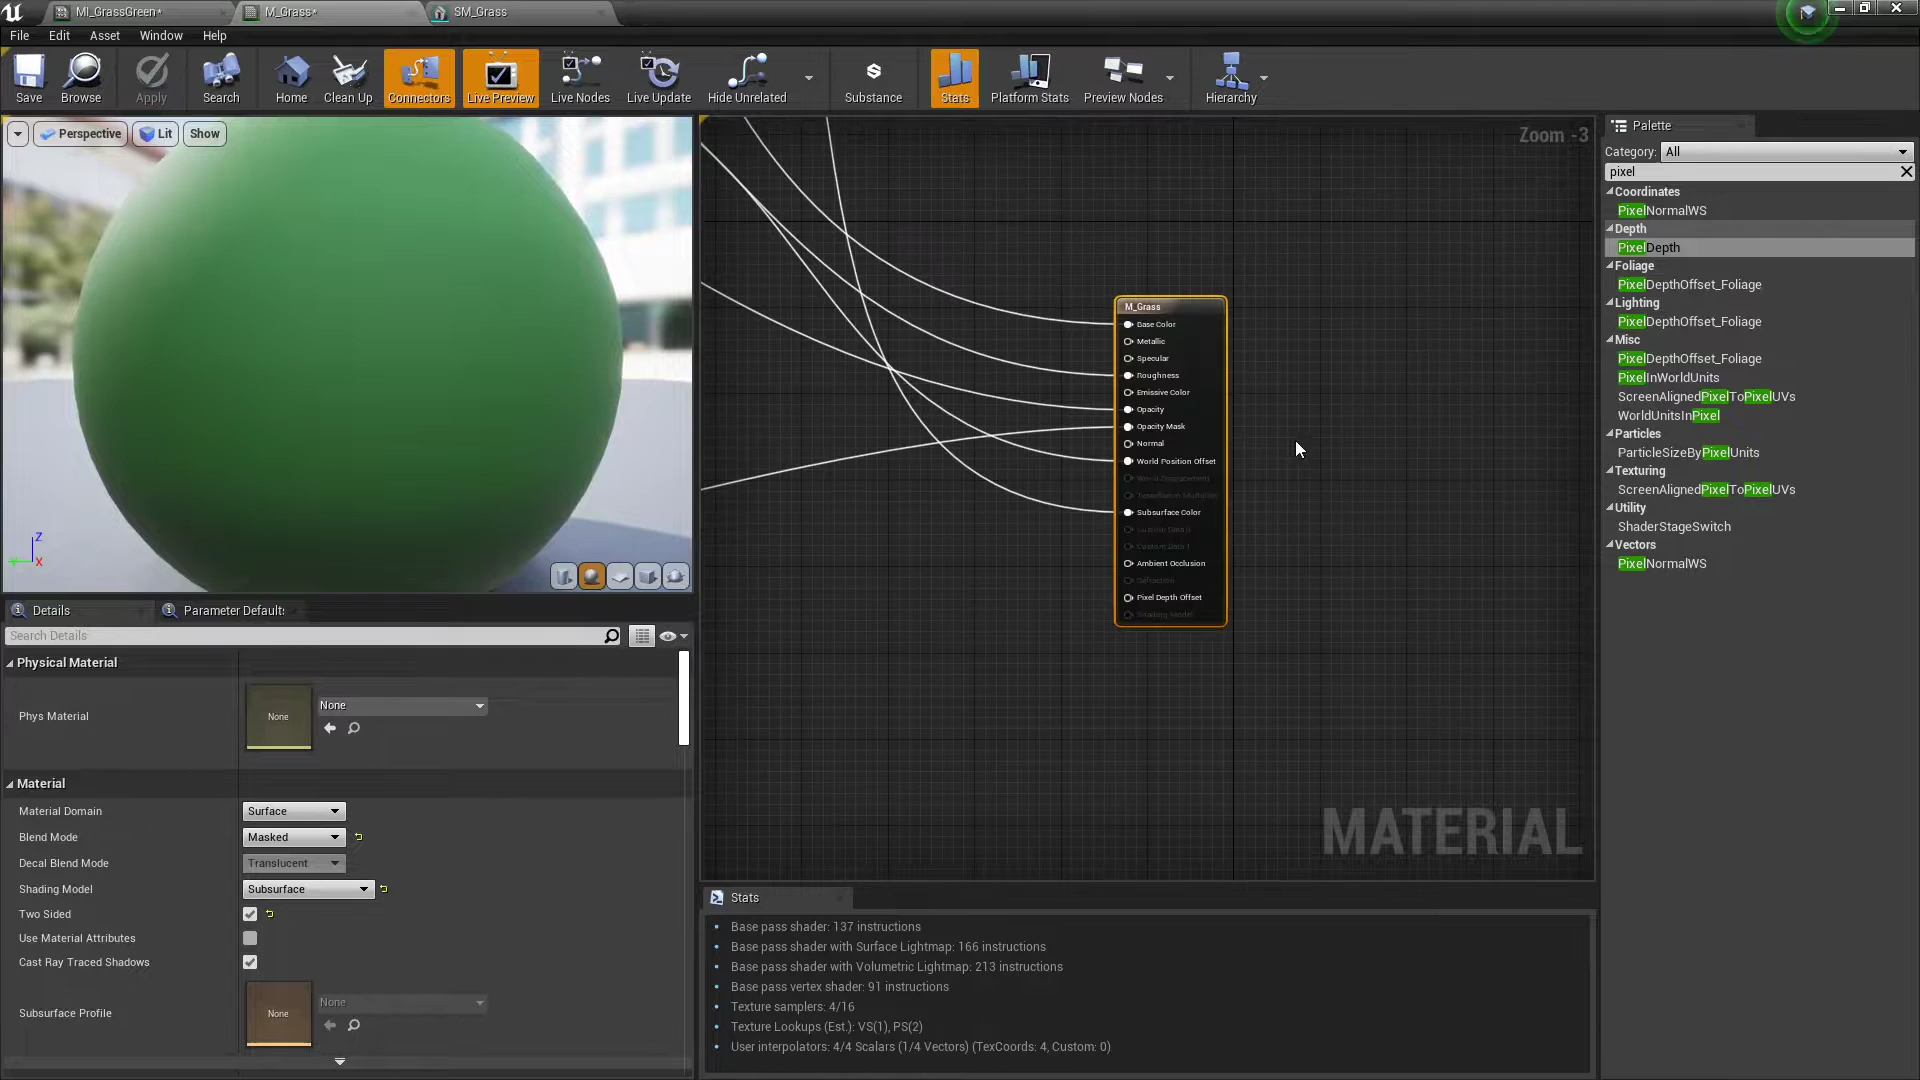 MI_GrassGreen*
M_Grass*
SM_Grass
File Edit Asset Window Help
Save Browse Apply Search Home Clean Up Connectors Live Preview Live Nodes Live Update Hide Unrelated Substance Stats Platform Stats Preview Nodes Hierarchy
Perspective Lit Show
Z
X
Zoom -3
M_Grass
Base Color
Metallic
Specular
Roughness
Emissive Color
Opacity
Opacity Mask
Normal
World Position Offset
World Displacement
Tessellation Multiplier
Subsurface Color
Custom Data 0
Custom Data 1
Ambient Occlusion
Refraction
Pixel Depth Offset
Shading Model
MATERIAL
Palette
Category: All
pixel
Coordinates
PixelNormalWS
Depth
PixelDepth
Foliage
PixelDepthOffset_Foliage
Lighting
PixelDepthOffset_Foliage
Misc
PixelDepthOffset_Foliage
PixelInWorldUnits
ScreenAlignedPixelToPixelUVs
WorldUnitsInPixel
Particles
ParticleSizeByPixelUnits
Texturing
ScreenAlignedPixelToPixelUVs
Utility
ShaderStageSwitch
Vectors
PixelNormalWS
Details
Parameter Defaults
Search Details
Physical Material
Phys Material
None
None
Material
Material Domain Surface
Blend Mode Masked
Decal Blend Mode Translucent
Shading Model Subsurface
Two Sided
Use Material Attributes
Cast Ray Traced Shadows
Subsurface Profile
None
None
Stats
Base pass shader: 137 instructions
Base pass shader with Surface Lightmap: 166 instructions
Base pass shader with Volumetric Lightmap: 213 instructions
Base pass vertex shader: 91 instructions
Texture samplers: 4/16
Texture Lookups (Est.): VS(1), PS(2)
User interpolators: 4/4 Scalars (1/4 Vectors) (TexCoords: 4, Custom: 0)